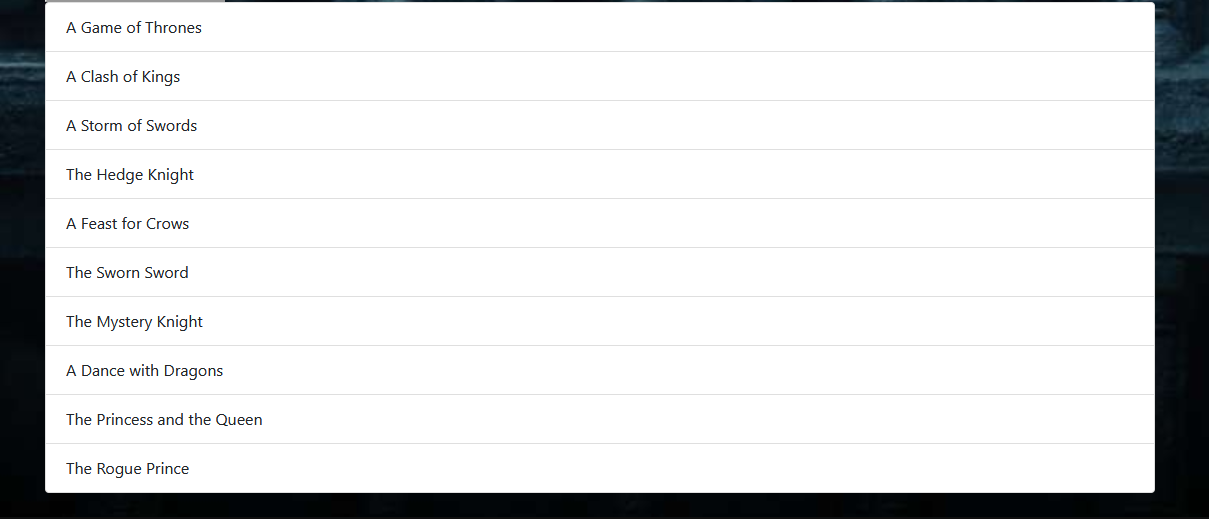 A Game of Thrones
A Clash of Kings
A Storm of Swords
The Hedge Knight
A Feast for Crows
The Sworn Sword
The Mystery Knight
A Dance with Dragons
The Princess and the Queen
The Rogue Prince